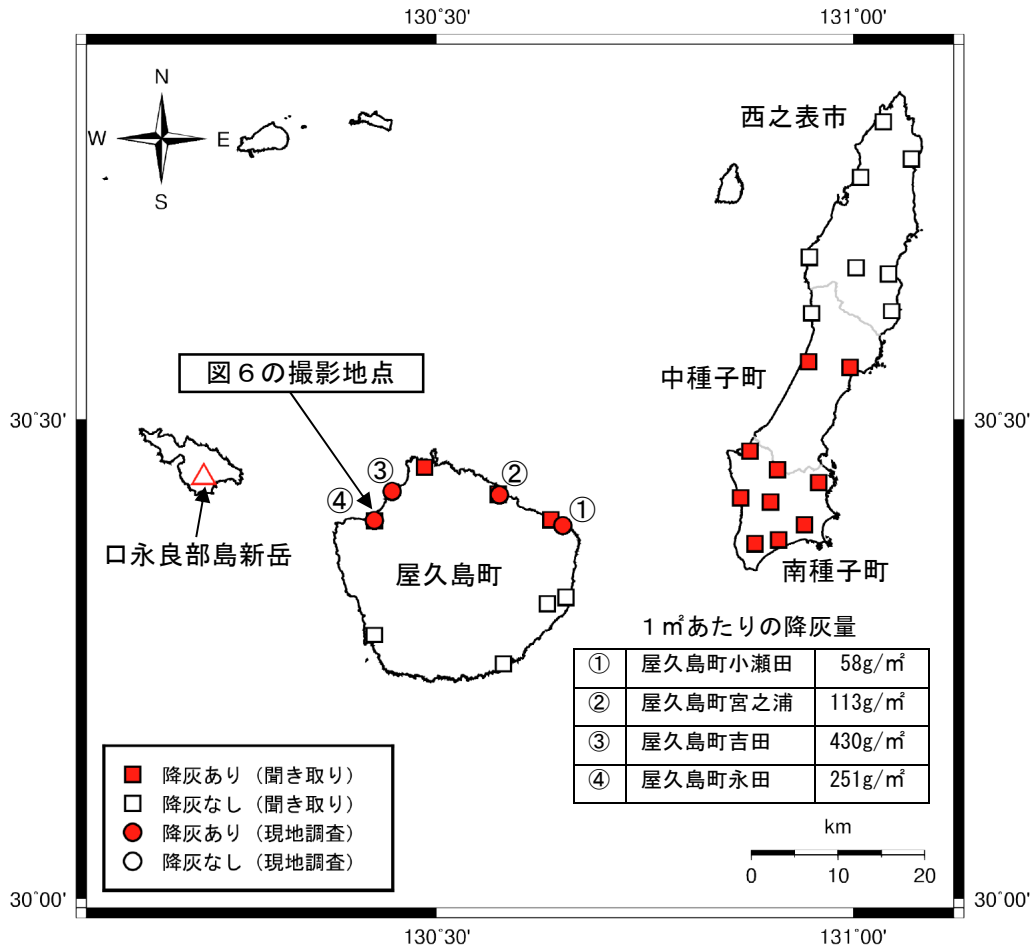 130°30' 131°00'
N
W E
S
西之表市
図６の撮影地点
中種子町
30°30' 30°30'
③ ②
④ ①
口永良部島新岳
屋久島町
南種子町
１㎡あたりの降灰量
① 屋久島町小瀬田 58g/㎡
② 屋久島町宮之浦 113g/㎡
③ 屋久島町吉田 430g/㎡
④ 屋久島町永田 251g/㎡
降灰あり（聞き取り）
降灰なし（聞き取り）
降灰あり（現地調査）
降灰なし（現地調査）
km
0 10 20
30°00' 30°00'
130°30' 131°00'